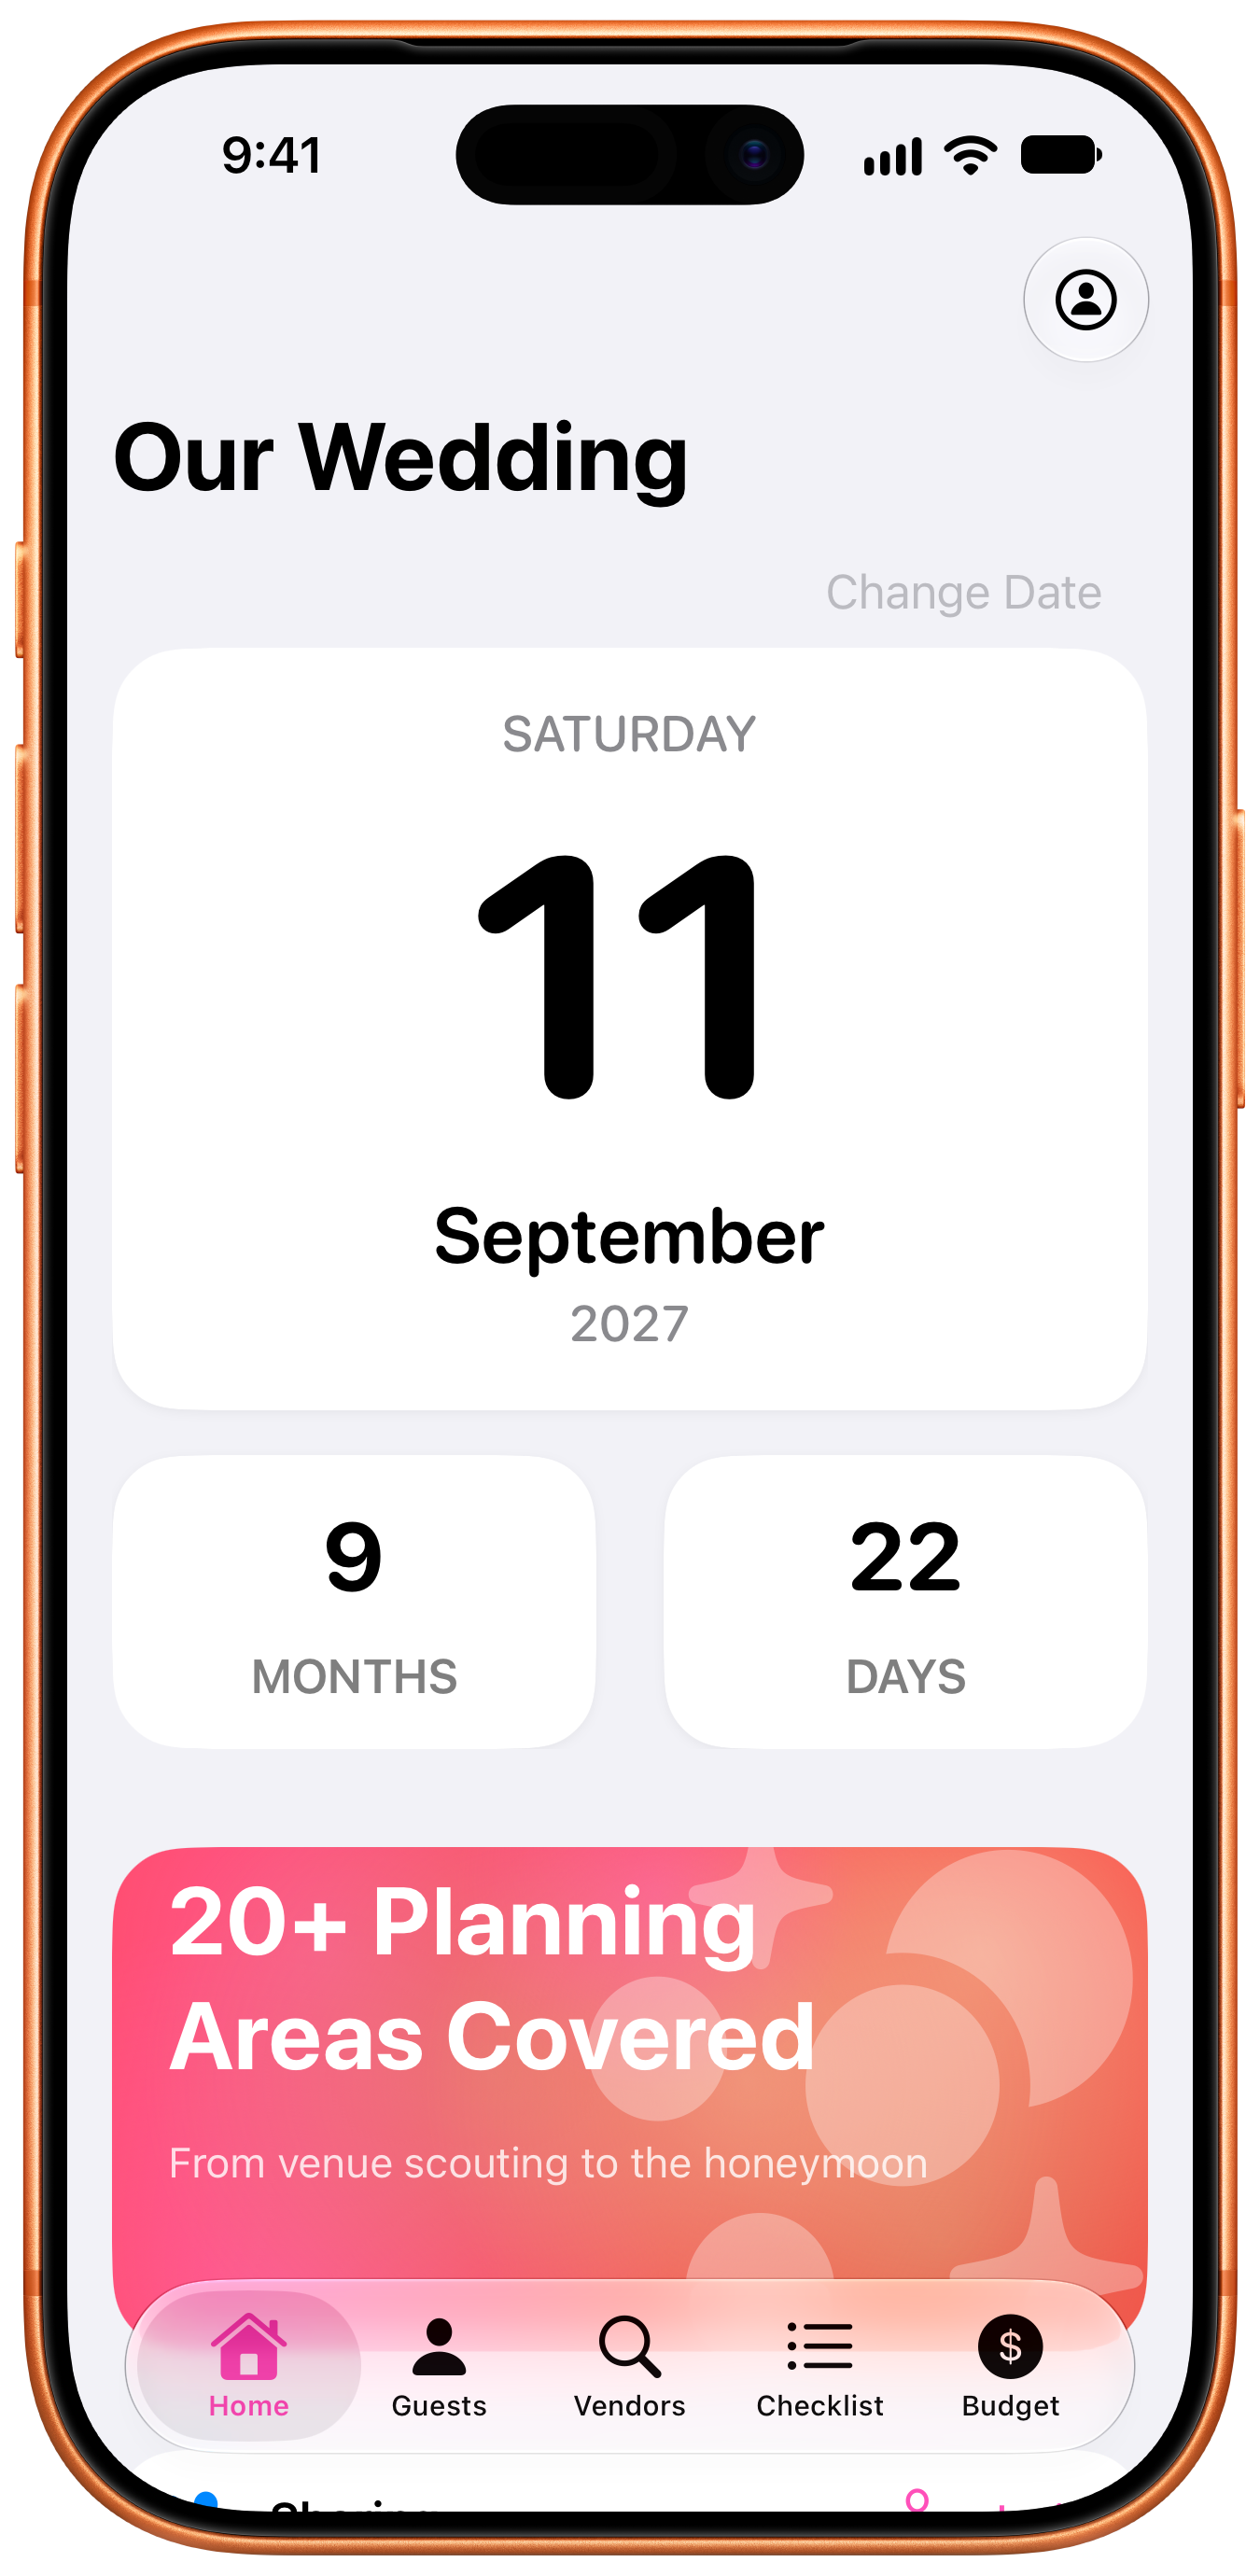 9:41
Our Wedding
Change Date
SATURDAY
11
September
2027
9
MONTHS
22
DAYS
20+ Planning
Areas Covered
From venue scouting to the honeymoon
Home
Guests
Vendors
Checklist
Budget